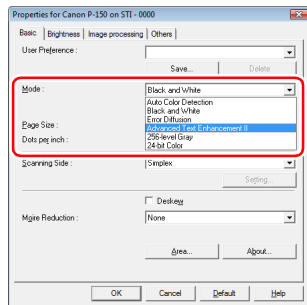 Properties for Canon P-150 on STI - 0000
Basic Brightness Image processing Others
User Preference :
Save... Delete
Mode : Black and White
Auto Color Detection
Black and White
Error Diffusion
Page Size : Advanced Text Enhancement II
256-level Gray
Dots per inch : 24-bit Color
Scanning Side : Simplex
Setting...
Deskew
Moire Reduction : None
Area... About...
OK Cancel Default Help